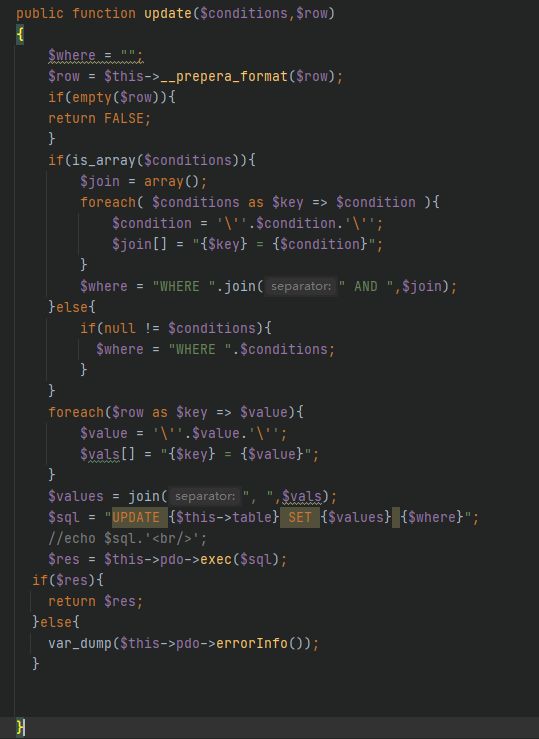 public function update($conditions,$row)
{
$where = "";
$row = $this->__prepera_format($row);
if(empty($row)){
return FALSE;
}
if(is_array($conditions)){
$join = array();
foreach( $conditions as $key => $condition ){
$condition = '\''.$condition.'\'';
$join[] = "{$key} = {$condition}";
}
$where = "WHERE ".join( separator: " AND ",$join);
}else{
if(null != $conditions){
$where = "WHERE ".$conditions;
}
}
foreach($row as $key => $value){
$value = '\''.$value.'\'';
$vals[] = "{$key} = {$value}";
}
$values = join( separator: ", ",$vals);
$sql = "UPDATE {$this->table} SET {$values} {$where}";
//echo $sql.'<br/>';
$res = $this->pdo->exec($sql);
if($res){
return $res;
}else{
var_dump($this->pdo->errorInfo());
}
}